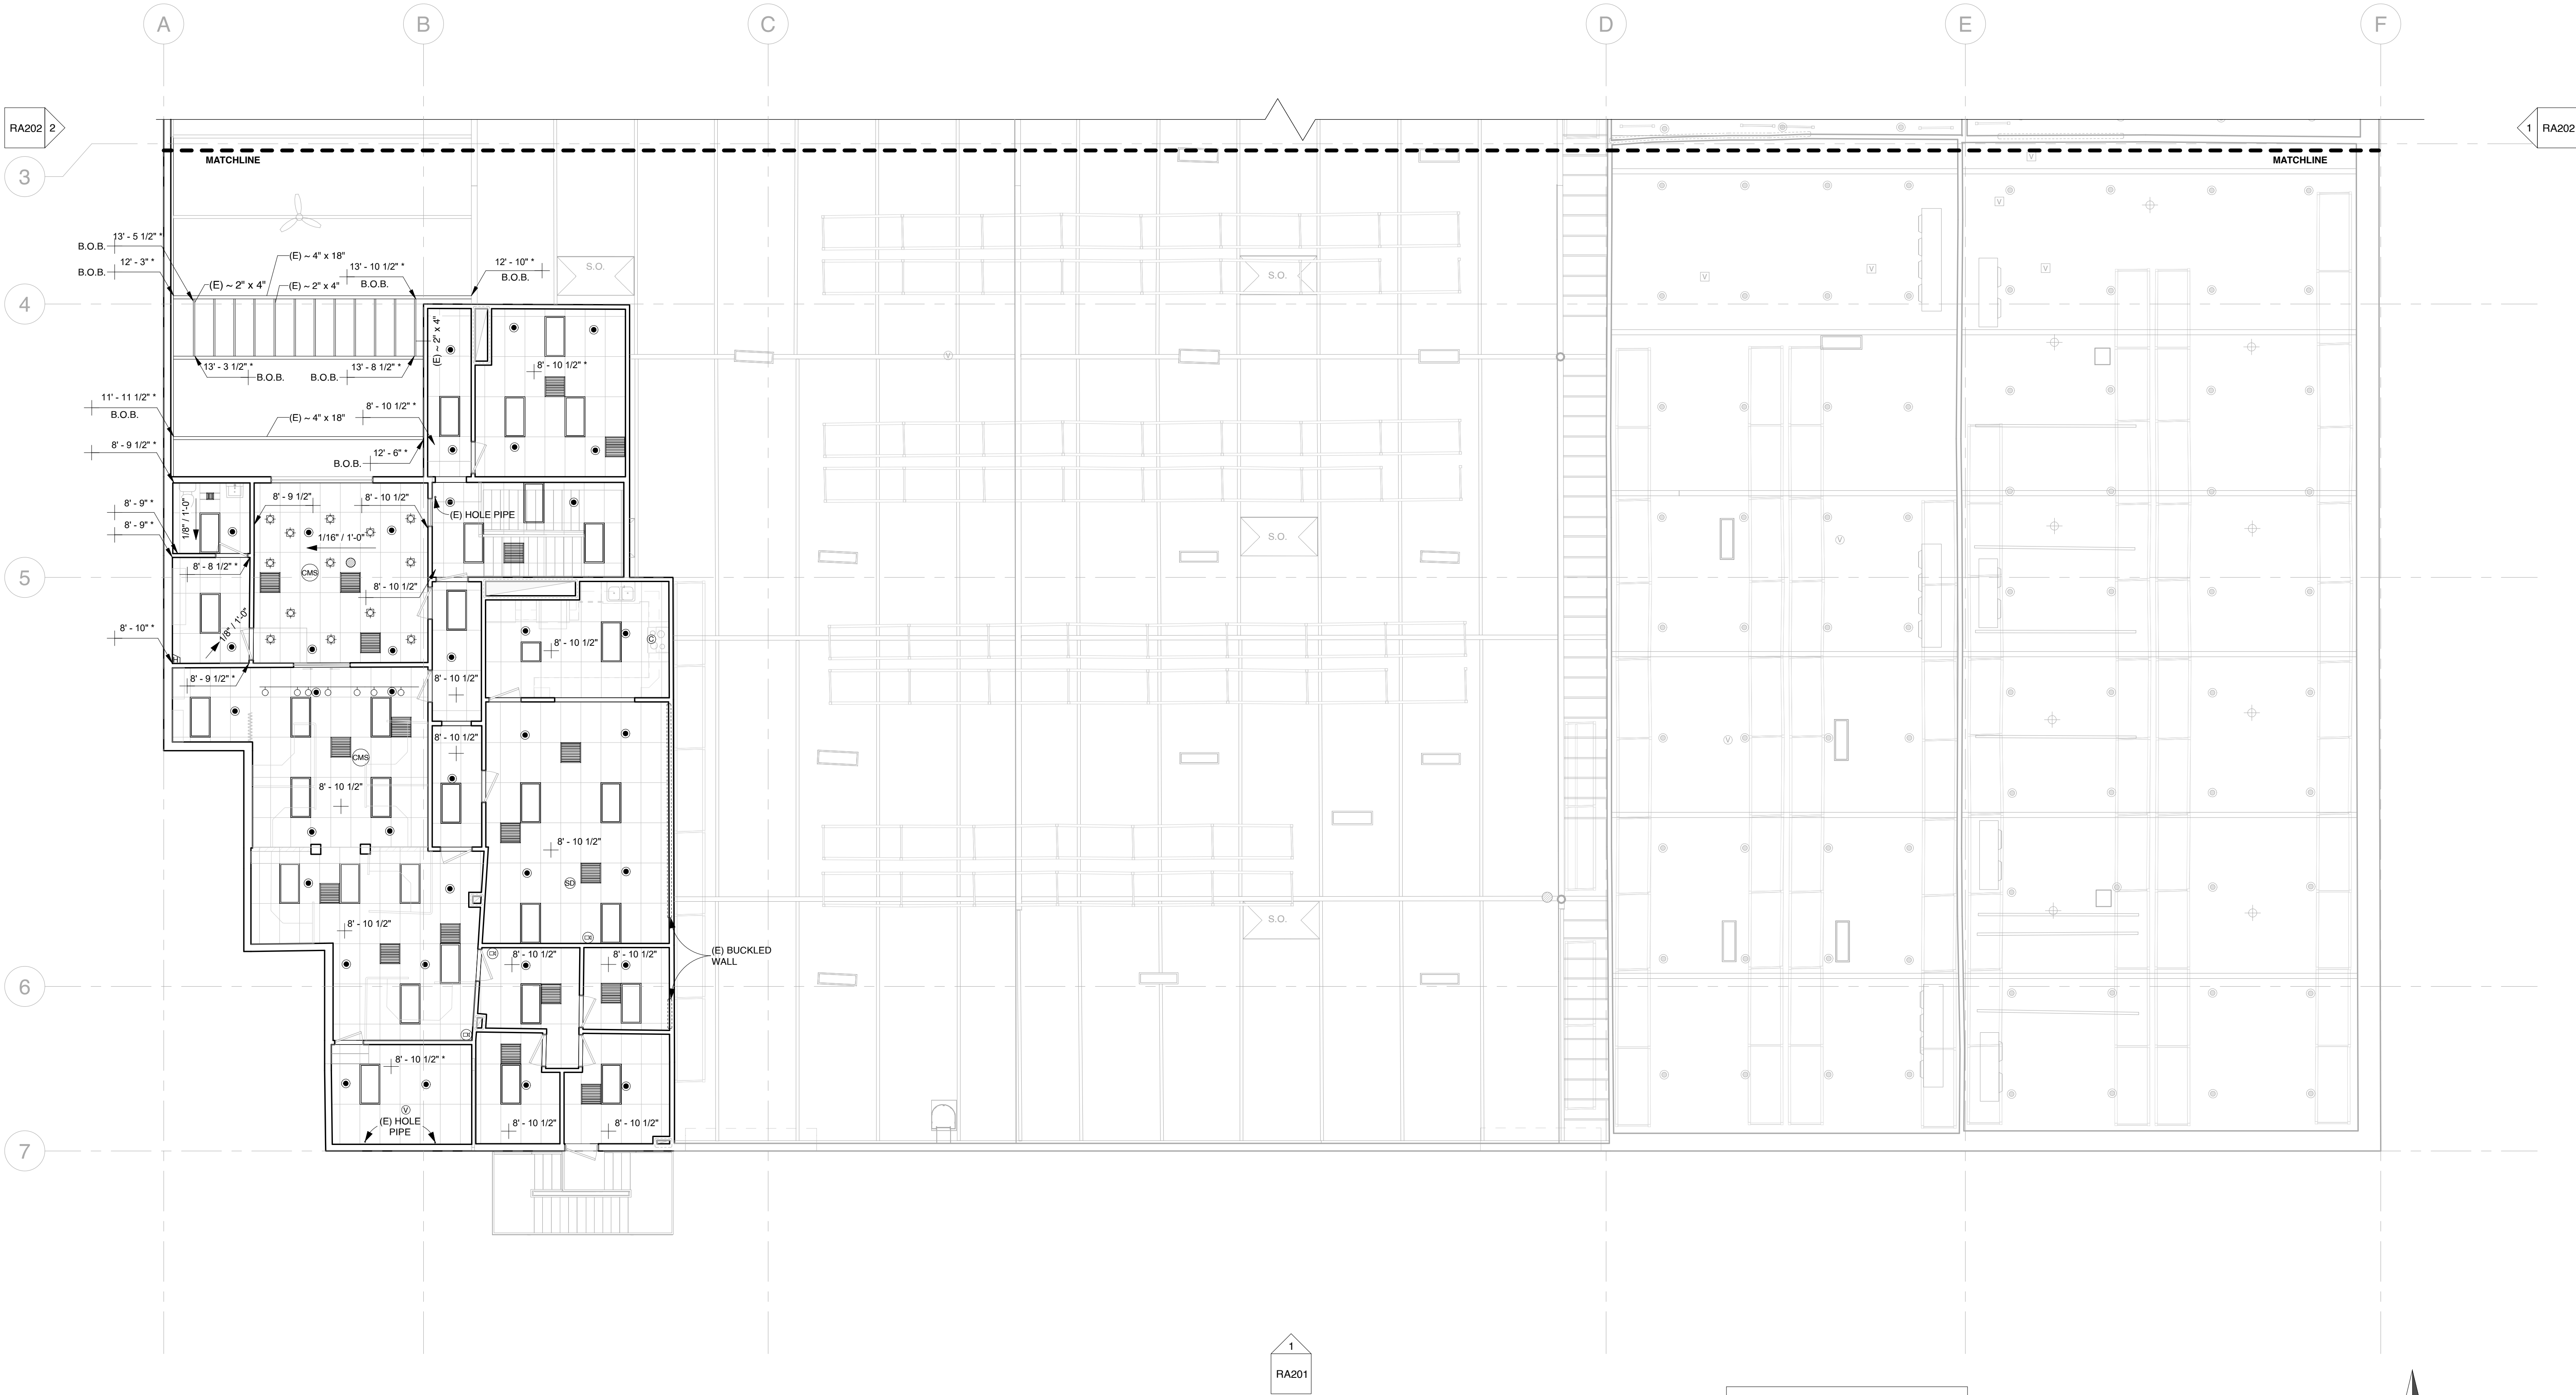 A
B
C
D
E
F
RA202
2
1
RA202
MATCHLINE
MATCHLINE
3
13' - 5 1/2" *
B.O.B.
12' - 3" *
B.O.B.
(E) ~ 4" x 18"
13' - 10 1/2" *
B.O.B.
12' - 10" *
B.O.B.
(E) ~ 2" x 4"
(E) ~ 2" x 4"
S.O.
S.O.
V
V
V
V
V
4
(E) ~ 2" x 4"
V
13' - 3 1/2" *
B.O.B.
B.O.B.
13' - 8 1/2" *
8' - 10 1/2" *
11' - 11 1/2" *
B.O.B.
(E) ~ 4" x 18"
8' - 10 1/2" *
8' - 9 1/2" *
12' - 6" *
B.O.B.
8' - 9 1/2"
8' - 10 1/2"
8' - 9" *
8' - 9" *
1/8" / 1'-0"
(E) HOLE PIPE
1/16" / 1'-0"
S.O.
V
8' - 8 1/2" *
CMS
5
8' - 10 1/2"
8' - 10" *
1/8" / 1'-0"
8' - 10 1/2"
C
8' - 9 1/2" *
8' - 10 1/2"
8' - 10 1/2"
V
CMS
8' - 10 1/2"
8' - 10 1/2"
SD
8' - 10 1/2"
S.O.
(E) BUCKLED
WALL
8' - 10 1/2"
8' - 10 1/2"
6
8' - 10 1/2" *
V
(E) HOLE
PIPE
8' - 10 1/2"
8' - 10 1/2"
7
1
RA201